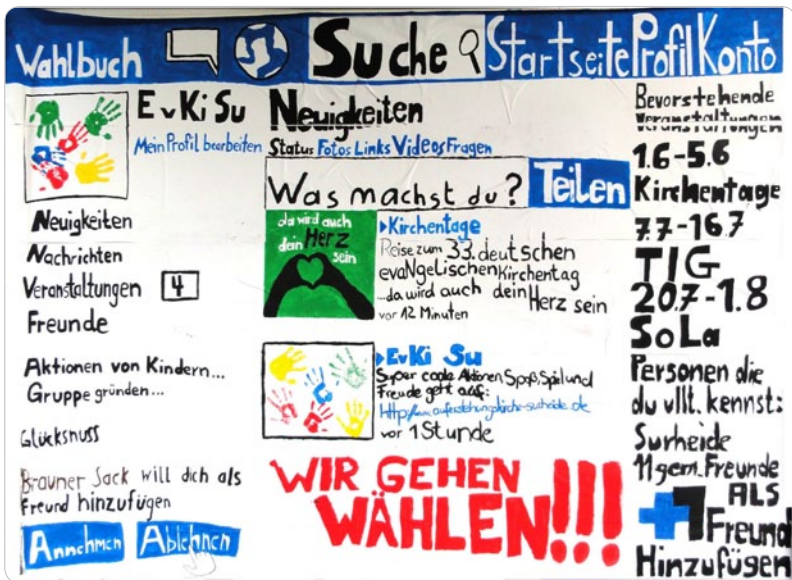 Wahlbuch
Suche
Startseite Profil Konto
EvKiSu
Mein Profil bearbeiten
Neuigkeiten
Nachrichten
Veranstaltungen 4
Freunde
Aktionen von Kindern...
Gruppe gründen...
Glücksnuss
Brauner Sack will dich als
Freund hinzufügen
Annehmen Ablehnen
Neuigkeiten
Status Fotos Links Videos Fragen
Was machst du? Teilen
da wird auch
dein Herz
sein
Kirchentage
Reise zum 33. deutschen
evaNgelischen Kirchentag
...da wird auch dein Herz sein
vor 12 Minuten
EvKi Su
Super coole Aktionen Spaß, Spiel und
Freude geht aufs:
vor 1 Stunde
WIR GEHEN
WÄHLEN!!!
Bevorstehende
Veranstaltungen
1.6-5.6
Kirchentage
7.7-16.7
TIG
20.7-1.8
SoLa
Personen die
du vllt. kennst:
Surheide
11 gem. Freunde
+1 ALS
Freund
Hinzufügen